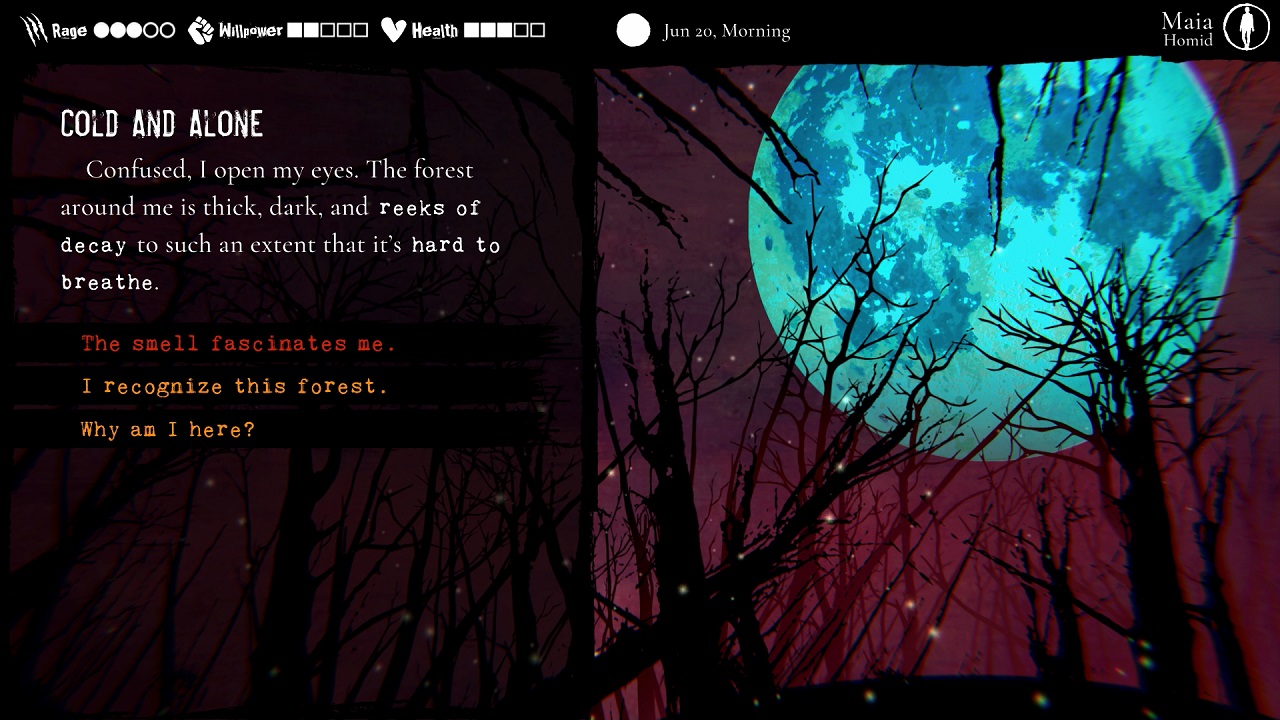 Rage Willpower Health Jun 20, Morning Maia
Homid
COLD AND ALONE
Confused, I open my eyes. The forest
around me is thick, dark, and reeks of
decay to such an extent that it’s hard to
breathe.
The smell fascinates me.
I recognize this forest.
Why am I here?